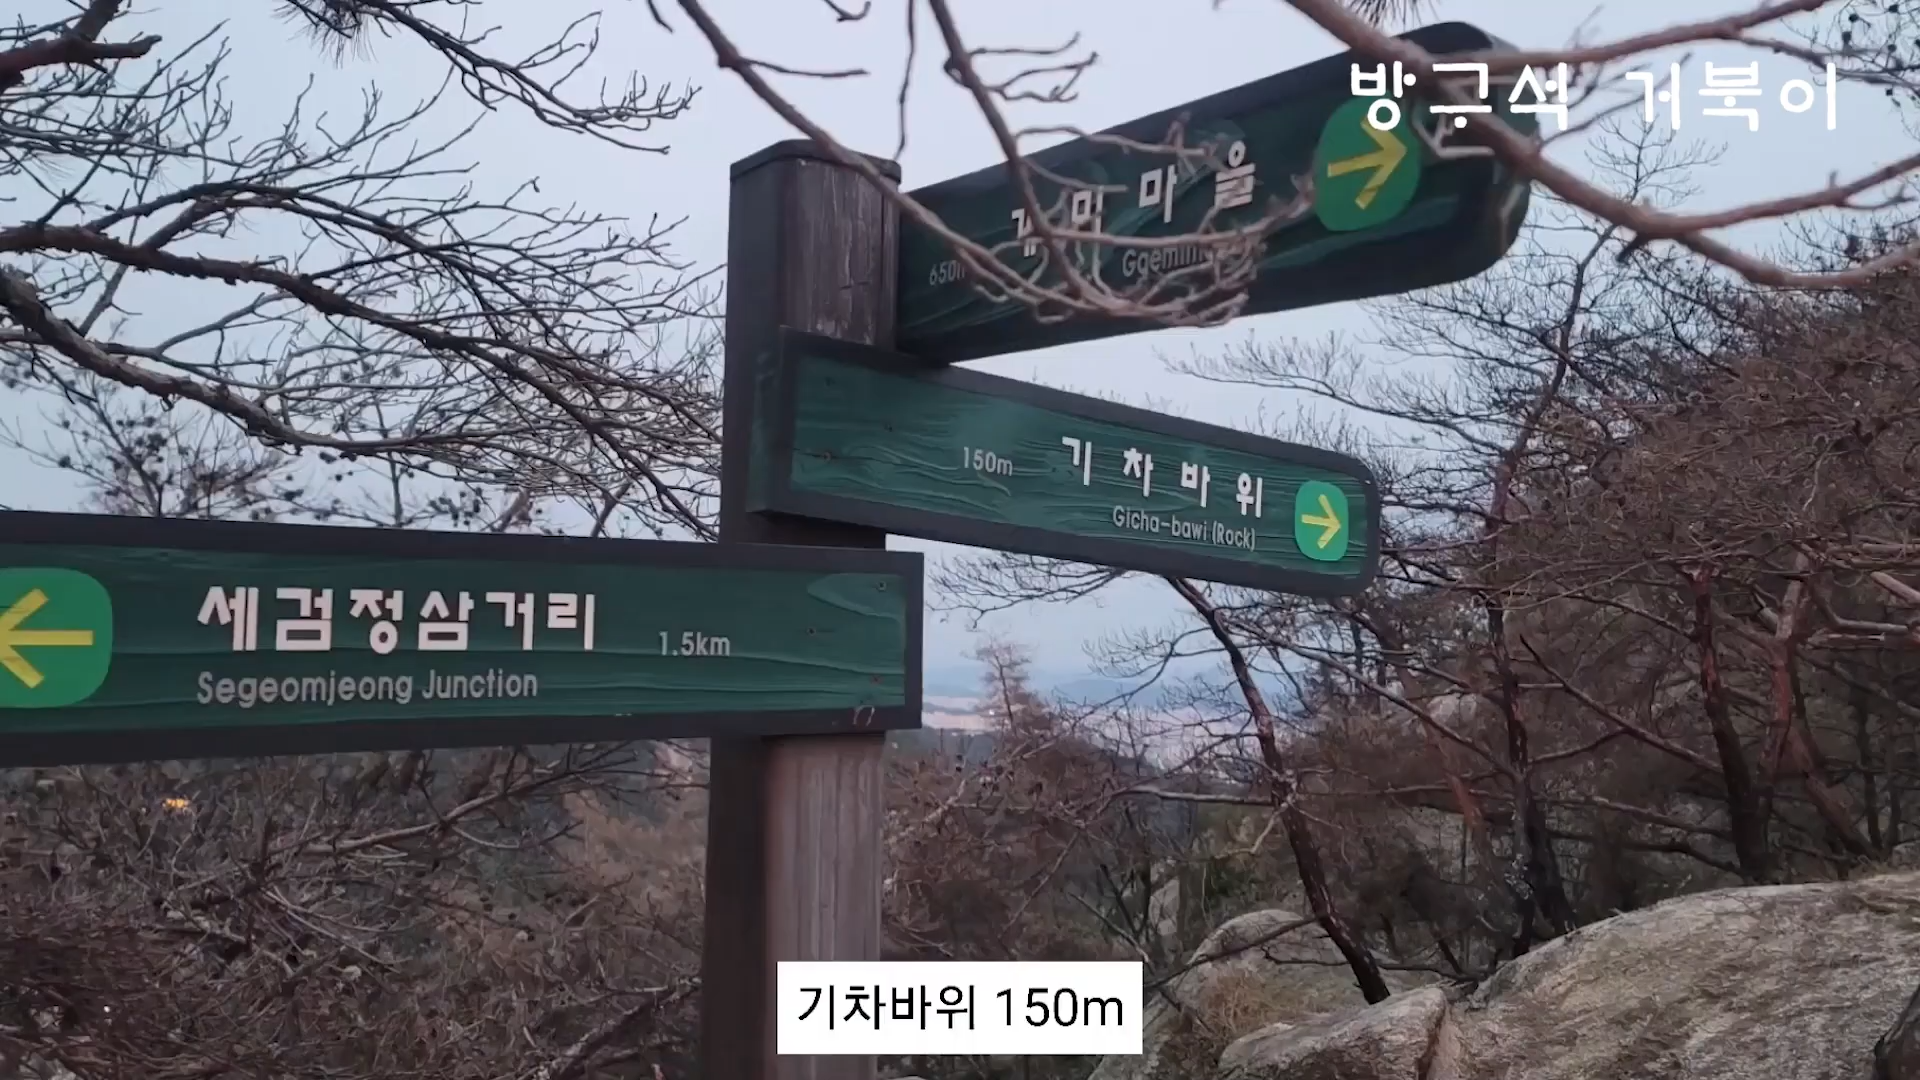 방구석 거북이
개미마을
기차바위
150m
Gicha-bawi (Rock)
세검정삼거리
1.5km
Segeomjeong Junction
기차바위 150m